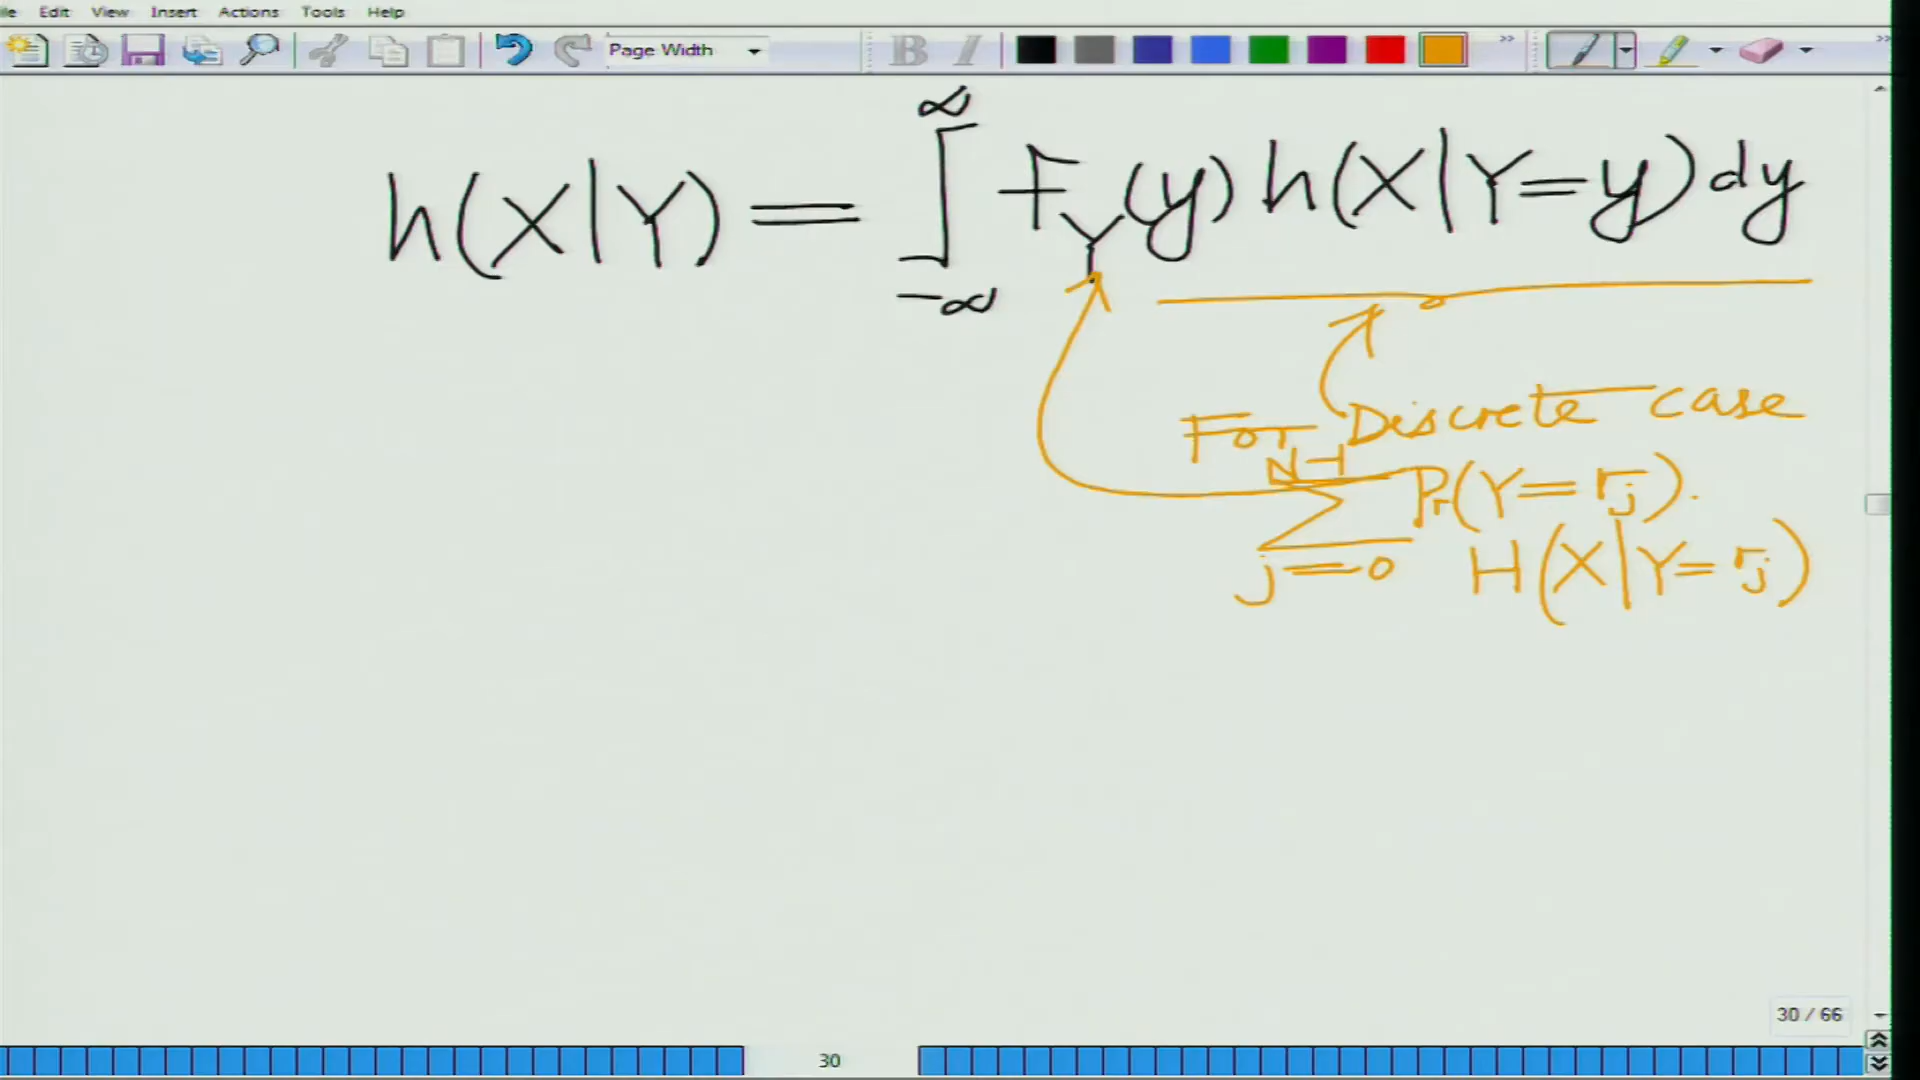 Edit View Insert Actions Tools Help
Page Width B I
h(X|Y) = ∫_{-∞}^{∞} F_Y(y) h(X|Y=y) dy
For Discrete case
∑_{j=0}^{N-1} Pr(Y=r_j).
H(X|Y=r_j)
30 / 66
30